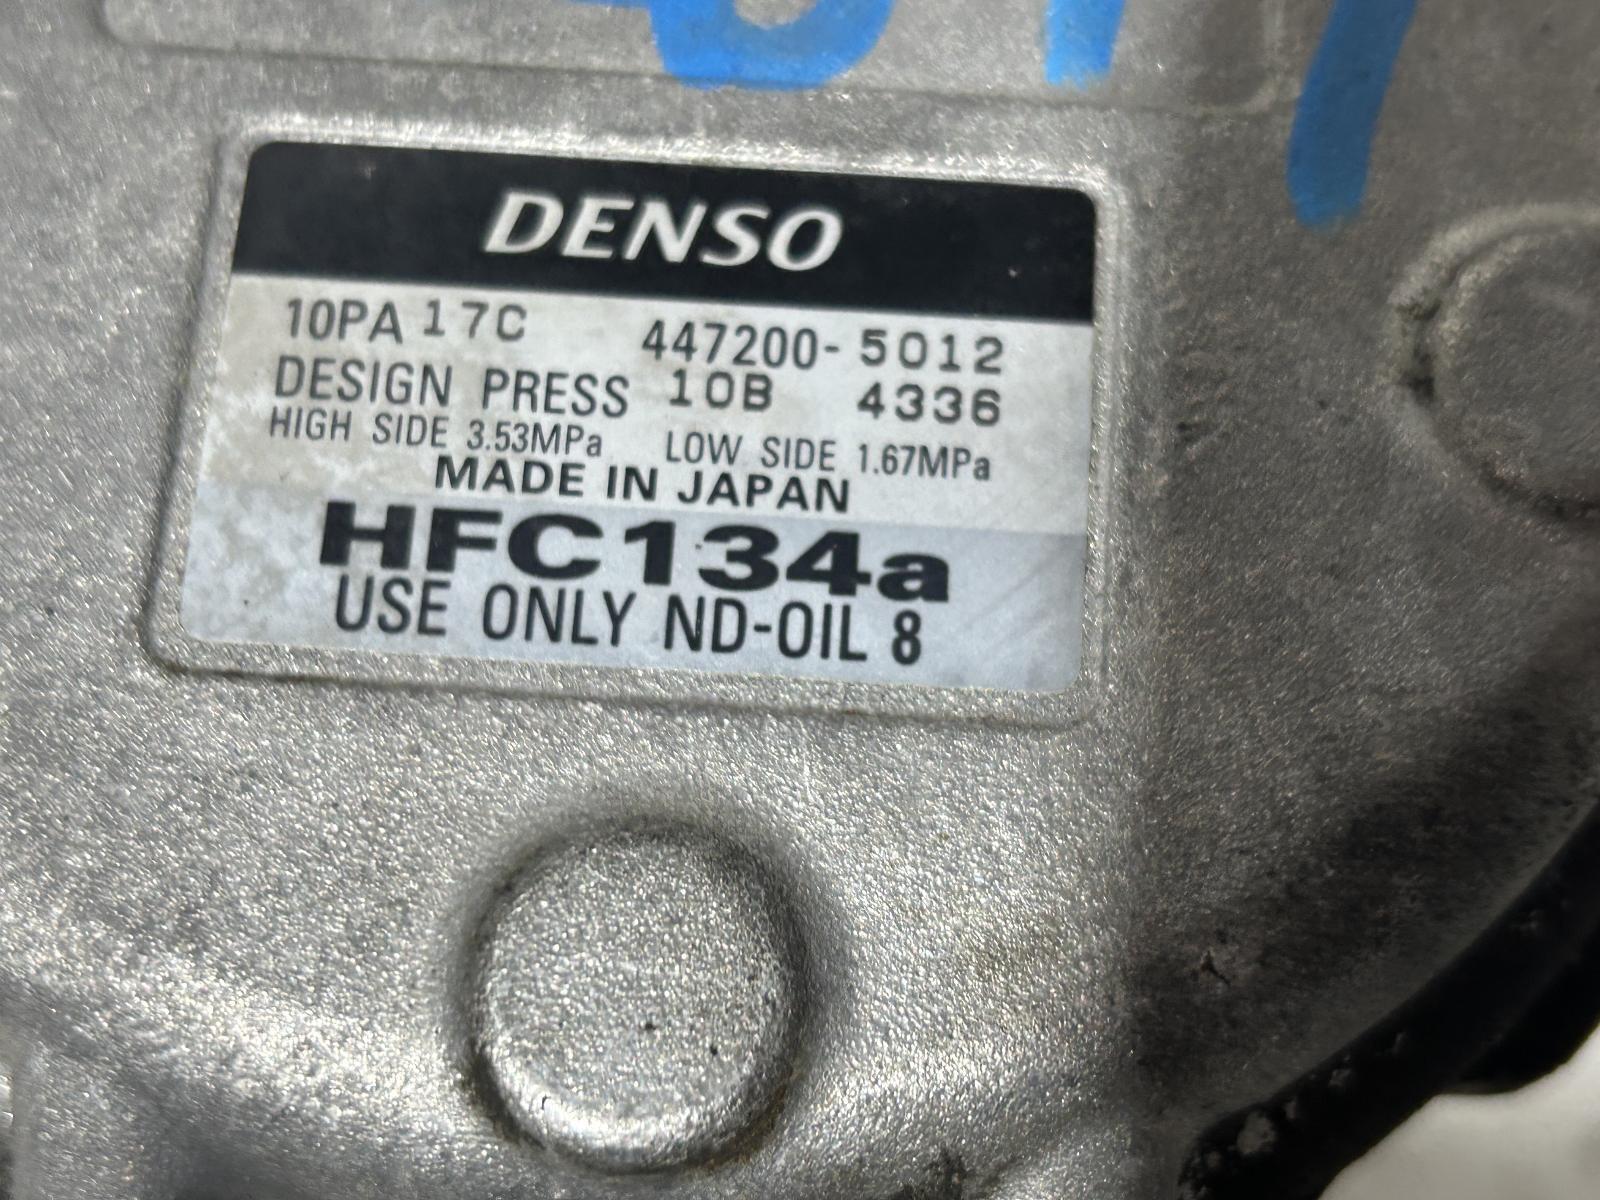 DENSO
10PA 17C 447200-5012
DESIGN PRESS 10B 4336
HIGH SIDE 3.53MPa LOW SIDE 1.67MPa
MADE IN JAPAN
HFC134a
USE ONLY ND-OIL 8